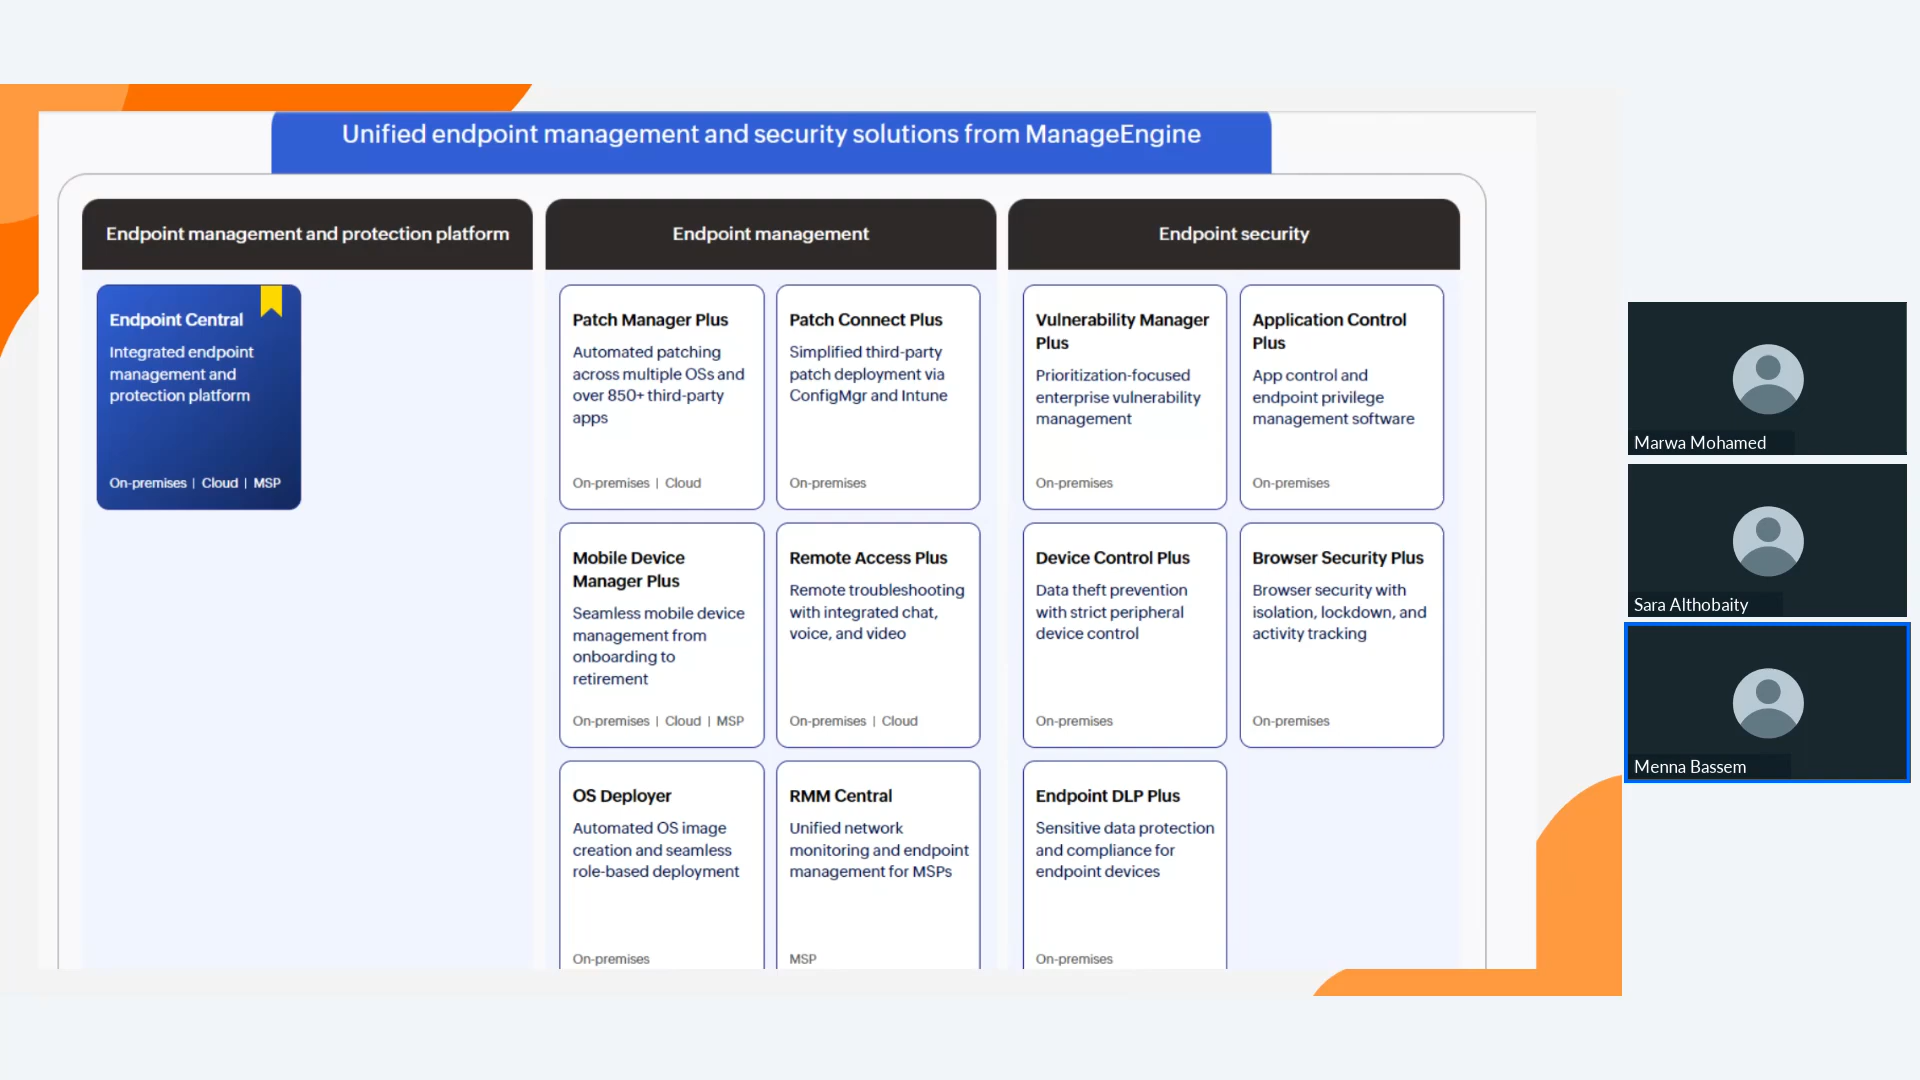 Unified endpoint management and security solutions from ManageEngine
Endpoint management and protection platform
Endpoint Central
Integrated endpoint
management and
protection platform
On-premises | Cloud | MSP
Endpoint management
Patch Manager Plus
Automated patching
across multiple OSs and
over 850+ third-party
apps
On-premises | Cloud
Patch Connect Plus
Simplified third-party
patch deployment via
ConfigMgr and Intune
On-premises
Mobile Device
Manager Plus
Seamless mobile device
management from
onboarding to
retirement
On-premises | Cloud | MSP
Remote Access Plus
Remote troubleshooting
with integrated chat,
voice, and video
On-premises | Cloud
OS Deployer
Automated OS image
creation and seamless
role-based deployment
On-premises
RMM Central
Unified network
monitoring and endpoint
management for MSPs
MSP
Endpoint security
Vulnerability Manager
Plus
Prioritization-focused
enterprise vulnerability
management
On-premises
Application Control
Plus
App control and
endpoint privilege
management software
On-premises
Device Control Plus
Data theft prevention
with strict peripheral
device control
On-premises
Browser Security Plus
Browser security with
isolation, lockdown, and
activity tracking
On-premises
Endpoint DLP Plus
Sensitive data protection
and compliance for
endpoint devices
On-premises
Marwa Mohamed
Sara Althobaity
Menna Bassem